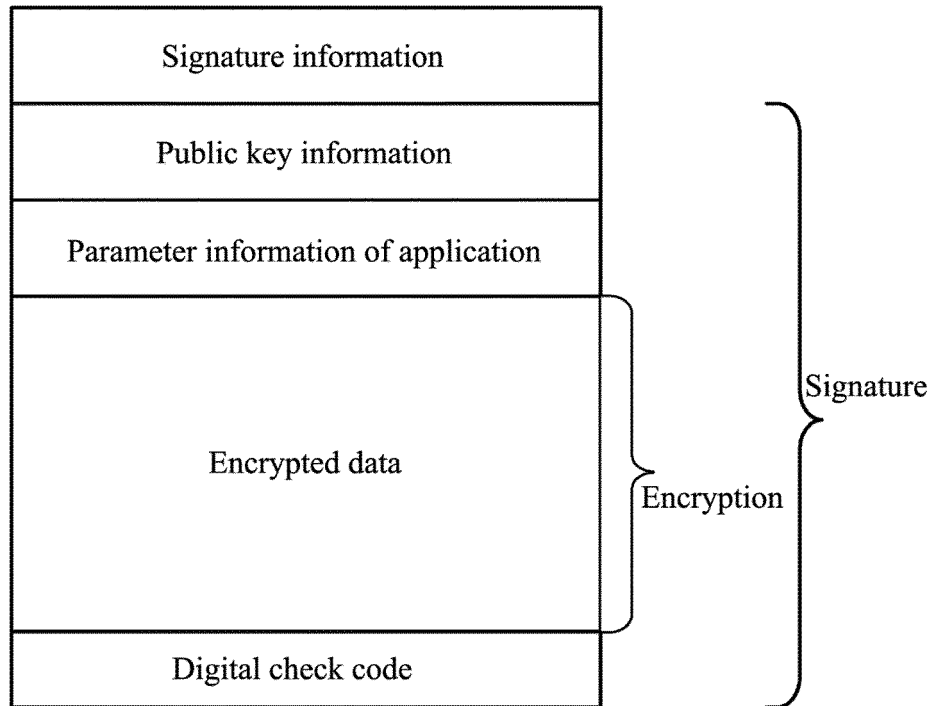 Signature information
Public key information
Parameter information of application
Signature
Encrypted data
Encryption
Digital check code